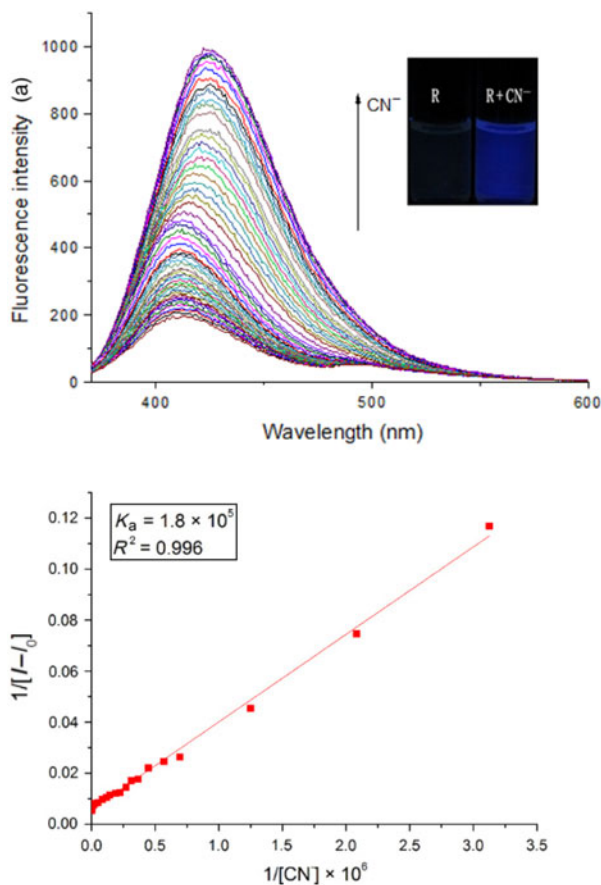 1000
800
600
400
200
0
Fluorescence intensity (a)
CN⁻
R
R+CN⁻
400
500
600
Wavelength (nm)
Kₐ = 1.8 × 10⁵
R² = 0.996
0.12
0.10
0.08
0.06
0.04
0.02
0.00
1/[I–I₀]
0.0
0.5
1.0
1.5
2.0
2.5
3.0
3.5
1/[CN⁻] × 10⁶